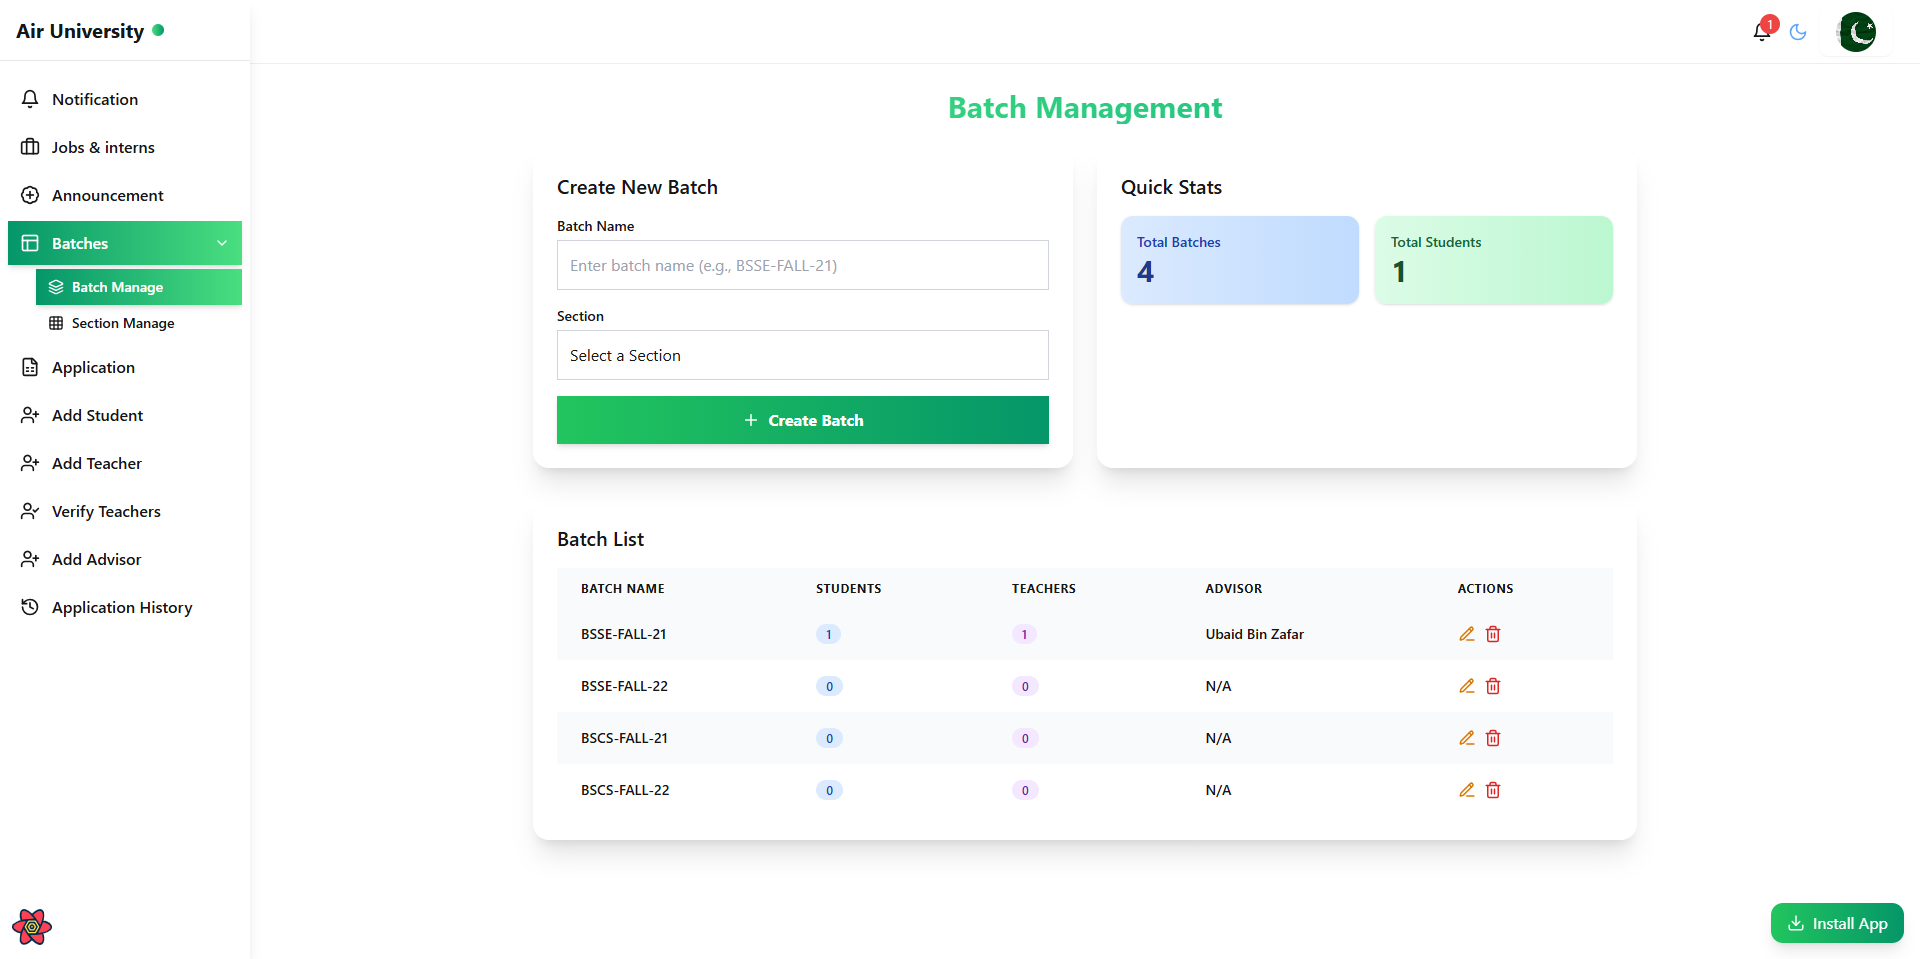 Air University
1
Notification
Jobs & interns
Announcement
Batches
Batch Manage
Section Manage
Application
Add Student
Add Teacher
Verify Teachers
Add Advisor
Application History
Batch Management
Create New Batch
Batch Name
Enter batch name (e.g., BSSE-FALL-21)
Section
Select a Section
Create Batch
Quick Stats
Total Batches
4
Total Students
1
Batch List
BATCH NAME STUDENTS TEACHERS ADVISOR ACTIONS
BSSE-FALL-21 1 1 Ubaid Bin Zafar
BSSE-FALL-22 0 0 N/A
BSCS-FALL-21 0 0 N/A
BSCS-FALL-22 0 0 N/A
Install App